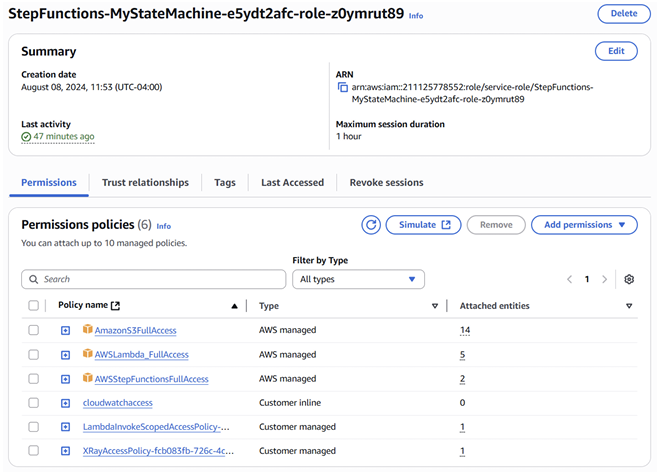 StepFunctions-MyStateMachine-e5ydt2afc-role-z0ymrut89 Info
Delete
Summary
Edit
Creation date
August 08, 2024, 11:53 (UTC-04:00)
ARN
arn:aws:iam::211125778552:role/service-role/StepFunctions-
MyStateMachine-e5ydt2afc-role-z0ymrut89
Last activity
47 minutes ago
Maximum session duration
1 hour
Permissions Trust relationships Tags Last Accessed Revoke sessions
Permissions policies (6) Info
Simulate Remove Add permissions
You can attach up to 10 managed policies.
Filter by Type
Search All types 1
Policy name Type Attached entities
AmazonS3FullAccess AWS managed 14
AWSLambda_FullAccess AWS managed 5
AWSStepFunctionsFullAccess AWS managed 2
cloudwatchaccess Customer inline 0
LambdaInvokeScopedAccessPolicy-... Customer managed 1
XRayAccessPolicy-fcb083fb-726c-4c... Customer managed 1